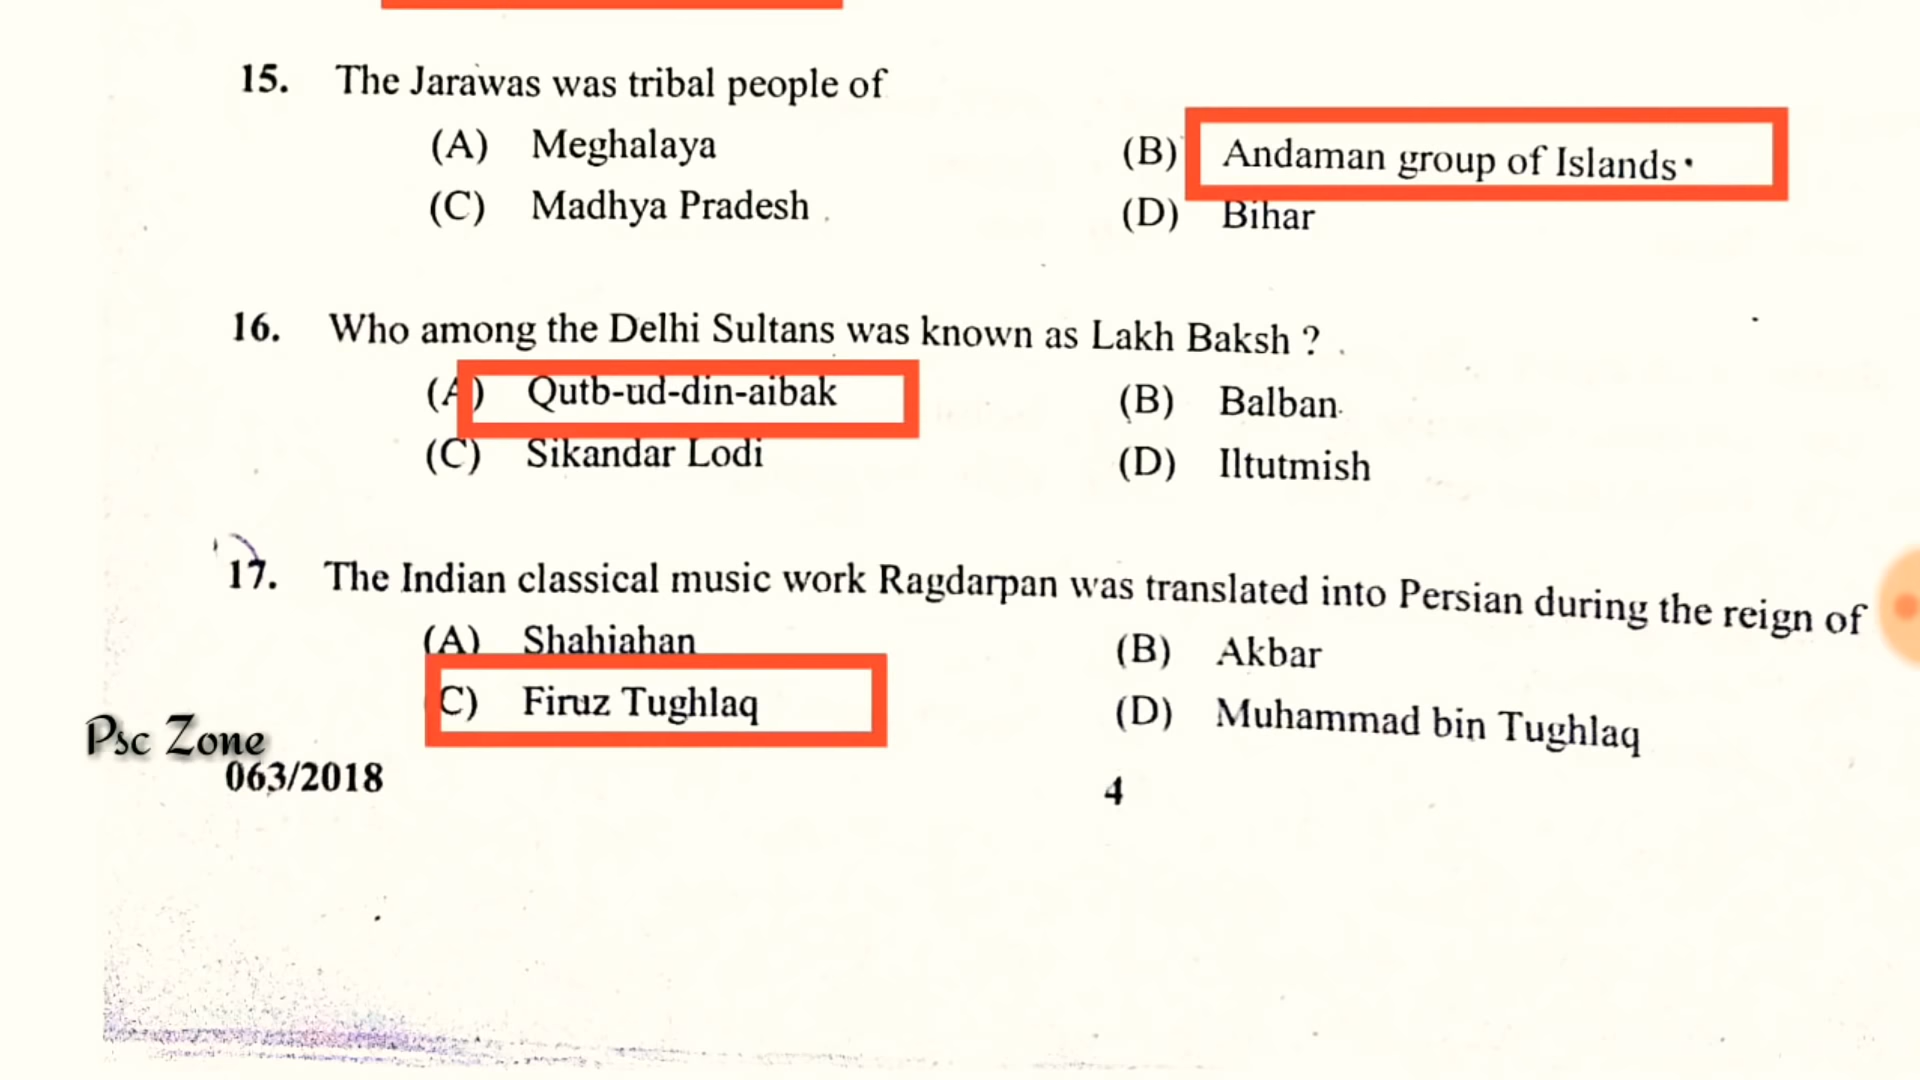 15. The Jarawas was tribal people of
(A) Meghalaya (B) Andaman group of Islands
(C) Madhya Pradesh (D) Bihar
16. Who among the Delhi Sultans was known as Lakh Baksh ?
(A) Qutb-ud-din-aibak (B) Balban
(C) Sikandar Lodi (D) Iltutmish
17. The Indian classical music work Ragdarpan was translated into Persian during the reign of
(A) Shahjahan (B) Akbar
C) Firuz Tughlaq (D) Muhammad bin Tughlaq
Psc Zone
063/2018 4